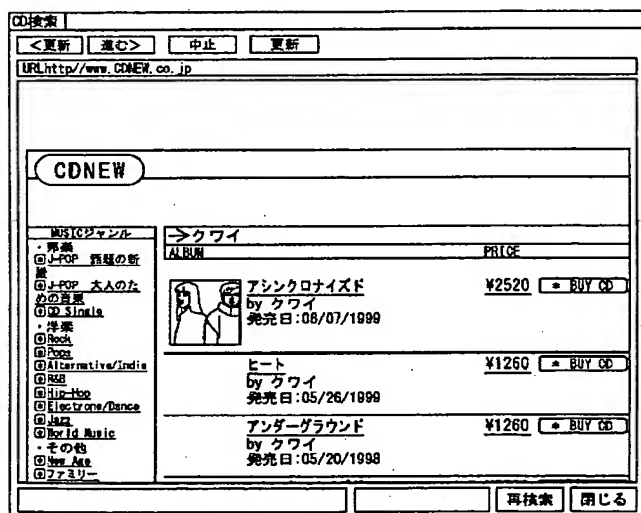 CD検索
<更新 進む> 中止 更新
URLhttp//www.CDNEW.co.jp
CDNEW
MUSICジャンル
・邦楽
J-POP 話題の新
譜
J-POP 大人のた
めの音楽
CD Single
・洋楽
Rock
Pops
Alternative/Indie
R&B
Hip-Hop
Electrone/Dance
Jazz
World Music
・その他
New Age
ファミリー
->クワイ
ALBUM PRICE
アシンクロナイズド ¥2520 * BUY CD
by クワイ
発売日:08/07/1999
ヒート ¥1260 * BUY CD
by クワイ
発売日:05/26/1999
アンダーグラウンド ¥1260 * BUY CD
by クワイ
発売日:05/20/1998
再検索 閉じる